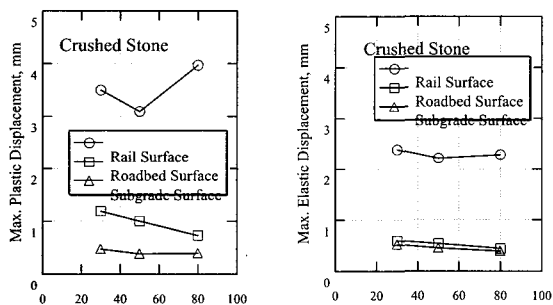 Max. Plastic Displacement, mm
5
4
3
2
1
0
Crushed Stone
Rail Surface
Roadbed Surface
Subgrade Surface
0 20 40 60 80 100
Max. Elastic Displacement, mm
5
4
3
2
1
0
Crushed Stone
Rail Surface
Roadbed Surface
Subgrade Surface
0 20 40 60 80 100